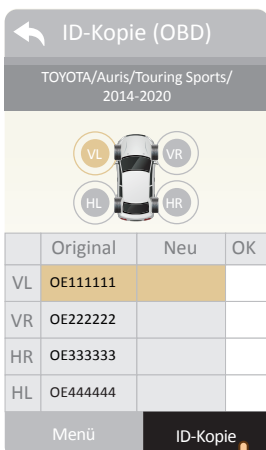 ID-Kopie (OBD)
TOYOTA/Auris/Touring Sports/
2014-2020
VL VR
HL HR
Original Neu OK
VL OE111111
VR OE222222
HR OE333333
HL OE444444
Menü ID-Kopie